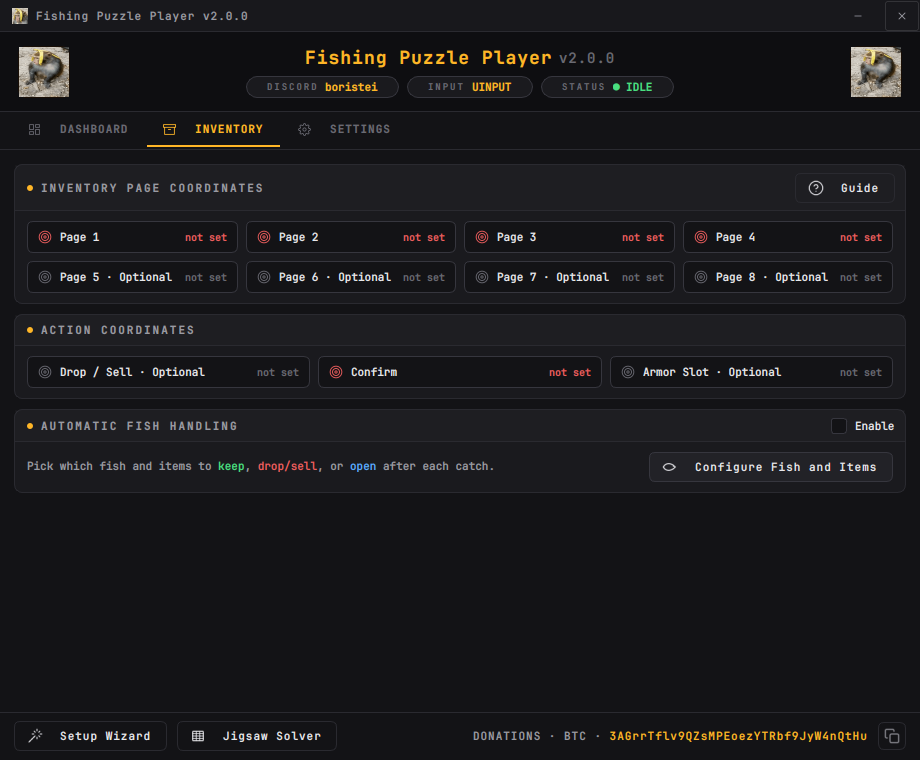 Fishing Puzzle Player v2.0.0
Fishing Puzzle Player v2.0.0
DISCORD boristei INPUT UINPUT STATUS IDLE
DASHBOARD INVENTORY SETTINGS
INVENTORY PAGE COORDINATES Guide
Page 1 not set Page 2 not set Page 3 not set Page 4 not set
Page 5 · Optional not set Page 6 · Optional not set Page 7 · Optional not set Page 8 · Optional not set
ACTION COORDINATES
Drop / Sell · Optional not set Confirm not set Armor Slot · Optional not set
AUTOMATIC FISH HANDLING Enable
Pick which fish and items to keep, drop/sell, or open after each catch. Configure Fish and Items
Setup Wizard Jigsaw Solver DONATIONS · BTC · 3AGrrTflv9QZsMPEoezYTRbf9JyW4nQtHu